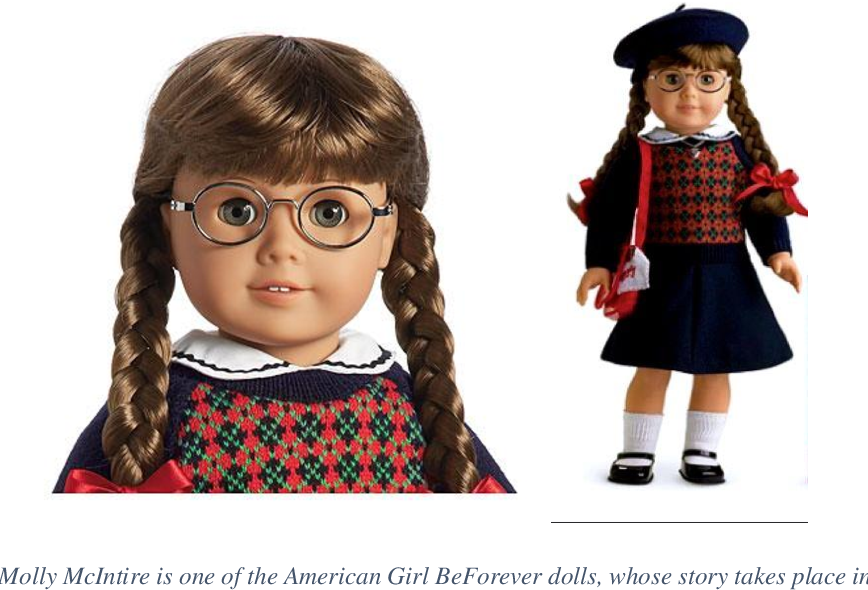 Molly McIntire is one of the American Girl BeForever dolls, whose story takes place in